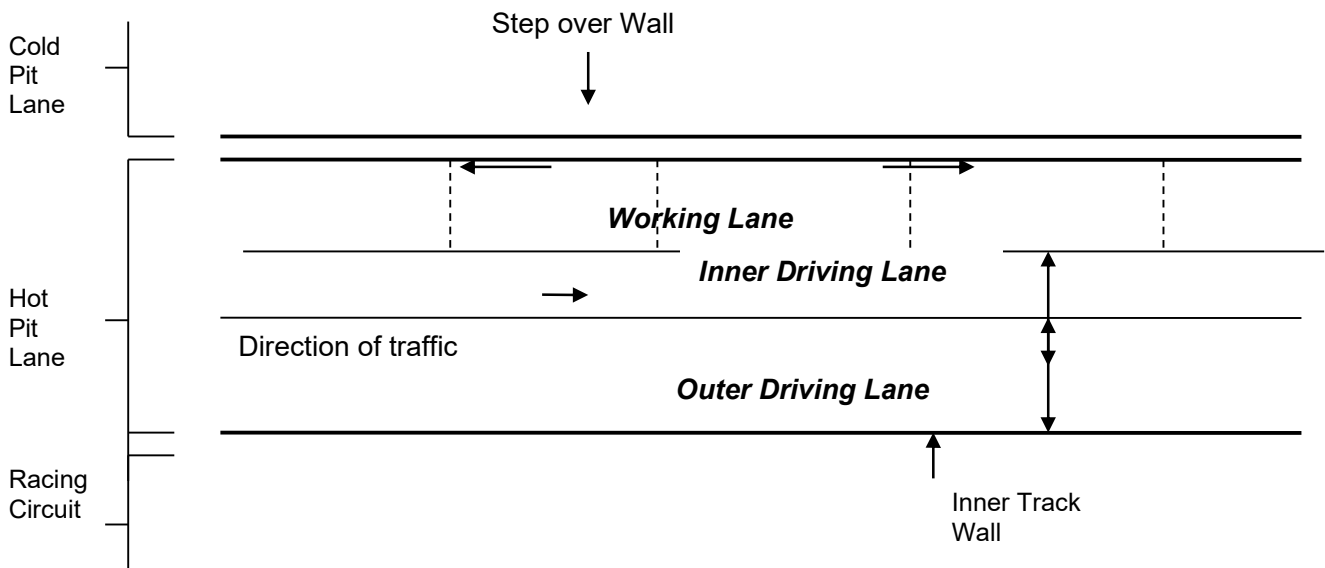 Step over Wall
Cold
Pit
Lane
Working Lane
Inner Driving Lane
Hot
Pit
Lane
Direction of traffic
Outer Driving Lane
Racing
Circuit
Inner Track
Wall